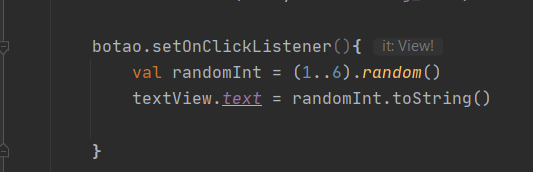 botao.setOnClickListener(){ it: View!
val randomInt = (1..6).random()
textView.text = randomInt.toString()
}